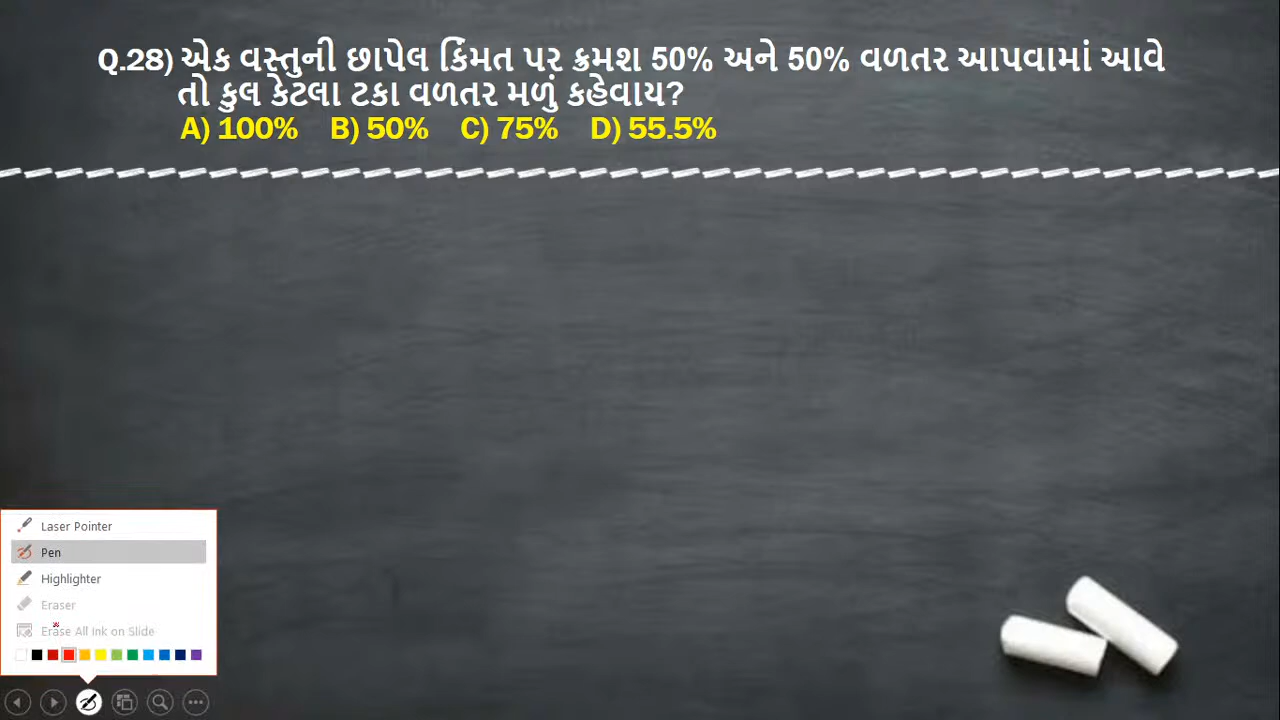 Q.28) એક વસ્તુની છાપેલ કિંમત પર ક્રમશ 50% અને 50% વળતર આપવામાં આવે
તો કુલ કેટલા ટકા વળતર મળું કહેવાય?
A) 100% B) 50% C) 75% D) 55.5%
Laser Pointer
Pen
Highlighter
Eraser
Erase All Ink on Slide